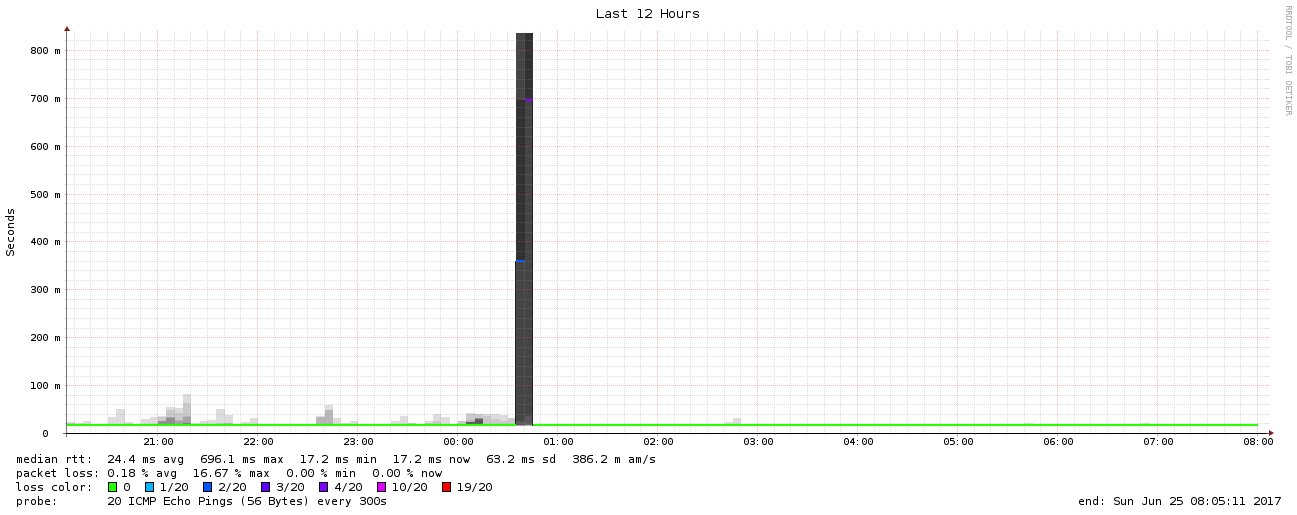 Last 12 Hours
RRDTOOL / TOBI OETIKER
Seconds
800 m
700 m
600 m
500 m
400 m
300 m
200 m
100 m
0
21:00 22:00 23:00 00:00 01:00 02:00 03:00 04:00 05:00 06:00 07:00 08:00
median rtt: 24.4 ms avg 696.1 ms max 17.2 ms min 17.2 ms now 63.2 ms sd 386.2 m am/s
packet loss: 0.18 % avg 16.67 % max 0.00 % min 0.00 % now
loss color: 0 1/20 2/20 3/20 4/20 10/20 19/20
probe: 20 ICMP Echo Pings (56 Bytes) every 300s end: Sun Jun 25 08:05:11 2017